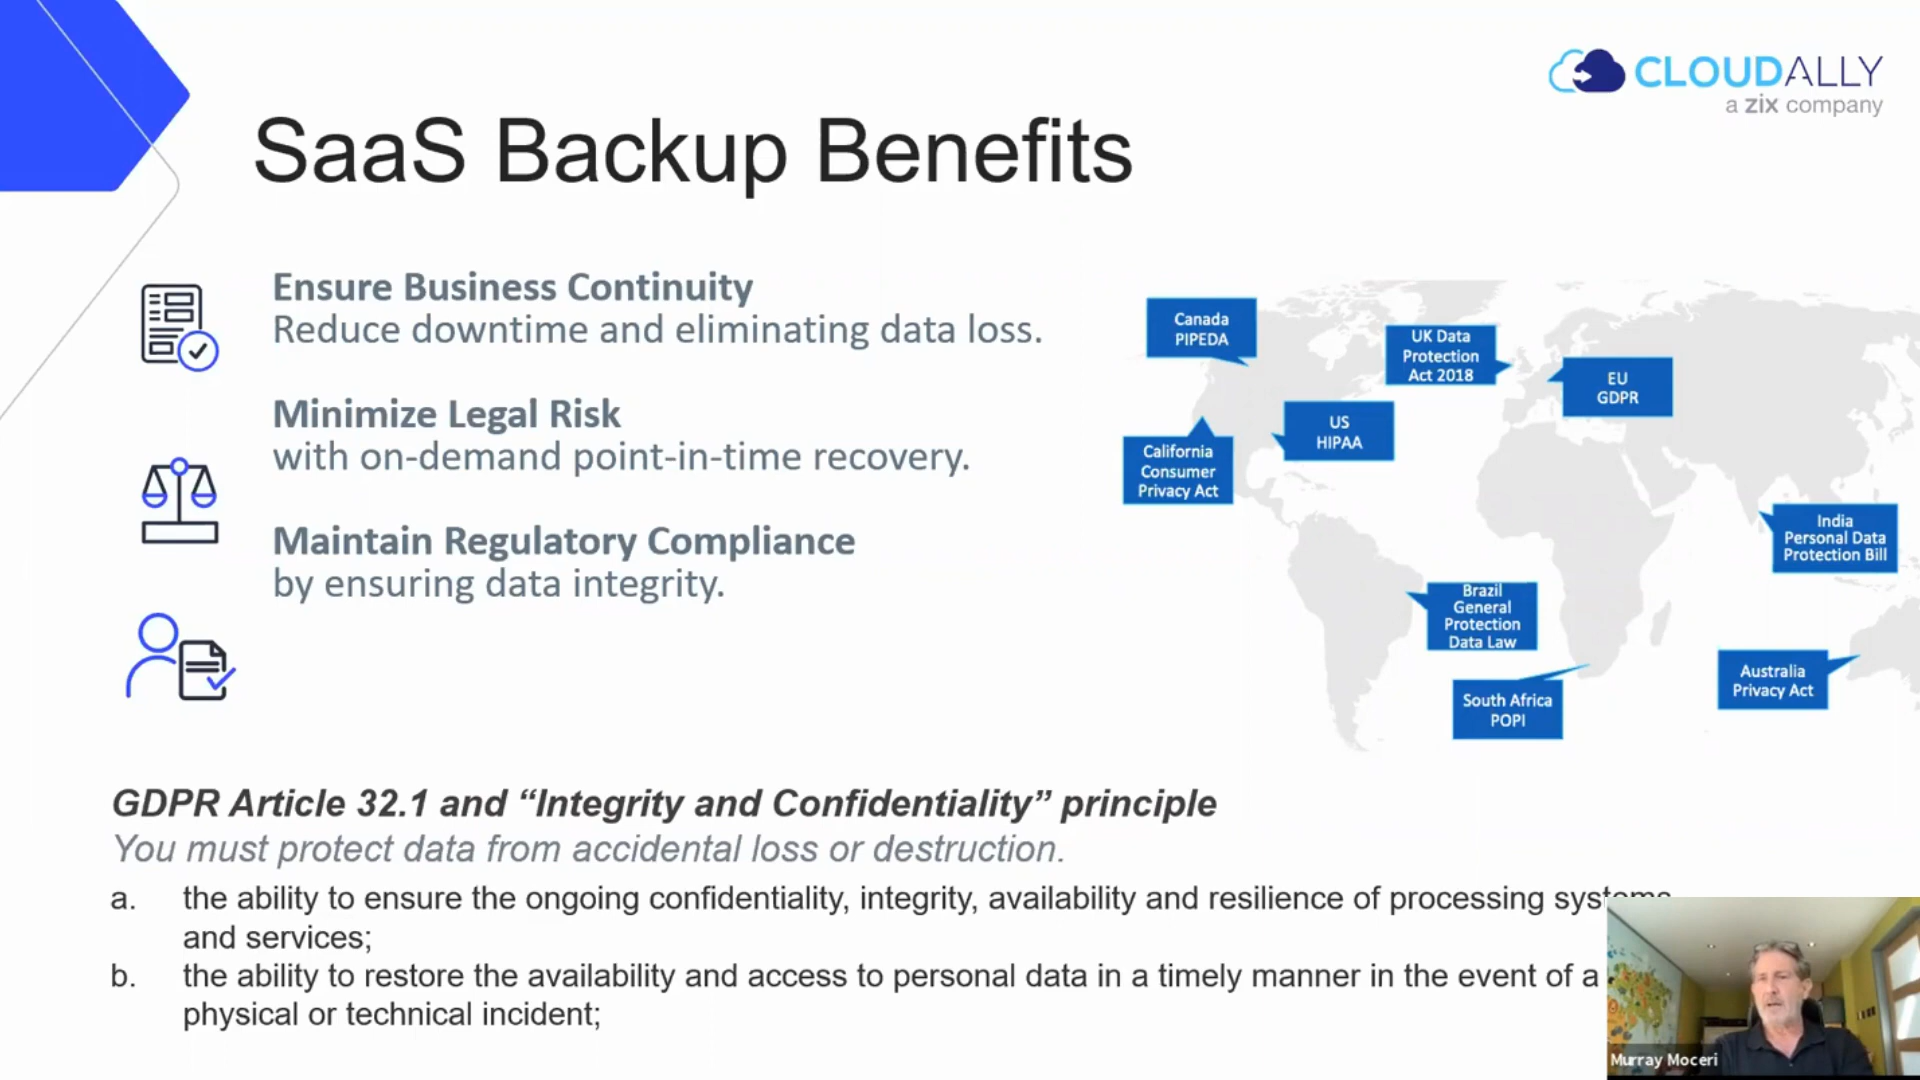 CLOUDALLY
a zix company
SaaS Backup Benefits
Ensure Business Continuity
Reduce downtime and eliminating data loss.
Minimize Legal Risk
with on-demand point-in-time recovery.
Maintain Regulatory Compliance
by ensuring data integrity.
Canada
PIPEDA
UK Data
Protection
Act 2018
EU
GDPR
US
HIPAA
California
Consumer
Privacy Act
India
Personal Data
Protection Bill
Brazil
General
Protection
Data Law
Australia
Privacy Act
South Africa
POPI
GDPR Article 32.1 and “Integrity and Confidentiality” principle
You must protect data from accidental loss or destruction.
a. the ability to ensure the ongoing confidentiality, integrity, availability and resilience of processing systems
and services;
b. the ability to restore the availability and access to personal data in a timely manner in the event of a
physical or technical incident;
Murray Moceri